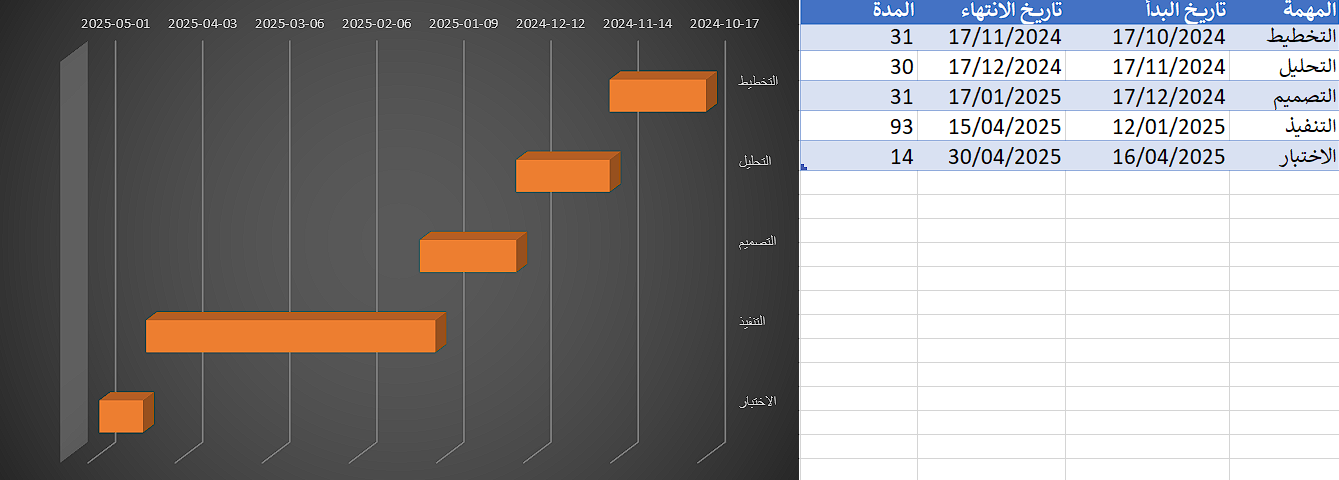 2025-05-01 2025-04-03 2025-03-06 2025-02-06 2025-01-09 2024-12-12 2024-11-14 2024-10-17
التخطيط
التحليل
التصميم
التنفيذ
الاختبار
المهمة تاريخ البدأ تاريخ الانتهاء المدة
التخطيط 17/10/2024 17/11/2024 31
التحليل 17/11/2024 17/12/2024 30
التصميم 17/12/2024 17/01/2025 31
التنفيذ 12/01/2025 15/04/2025 93
الاختبار 16/04/2025 30/04/2025 14